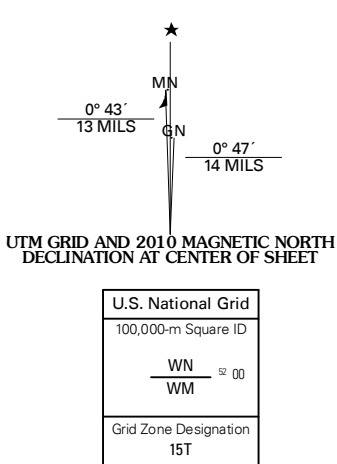 ★
MN
0° 43´
13 MILS
GN
0° 47´
14 MILS
UTM GRID AND 2010 MAGNETIC NORTH
DECLINATION AT CENTER OF SHEET
U.S. National Grid
100,000-m Square ID
WN
52 00
WM
Grid Zone Designation
15T